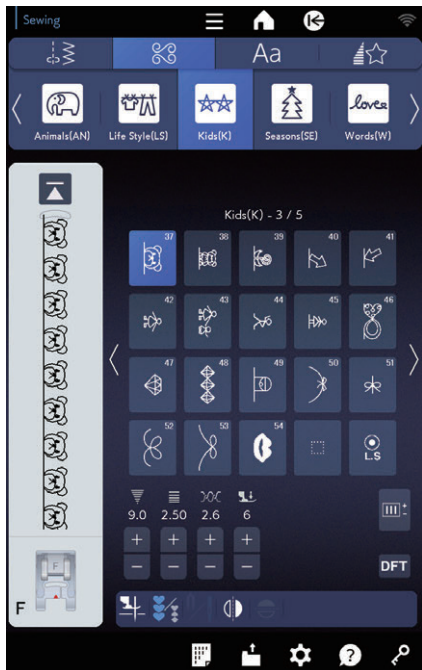 Sewing
Aa
Animals(AN) Life Style(LS) Kids(K) Seasons(SE) Words(W)
love2
Kids(K) - 3 / 5
37 38 39 40 41
42 43 44 45 46
47 48 49 50 51
52 53 54
L.S
9.0 2.50 2.6 6
+ + + +
− − − −
DFT
F
F
?